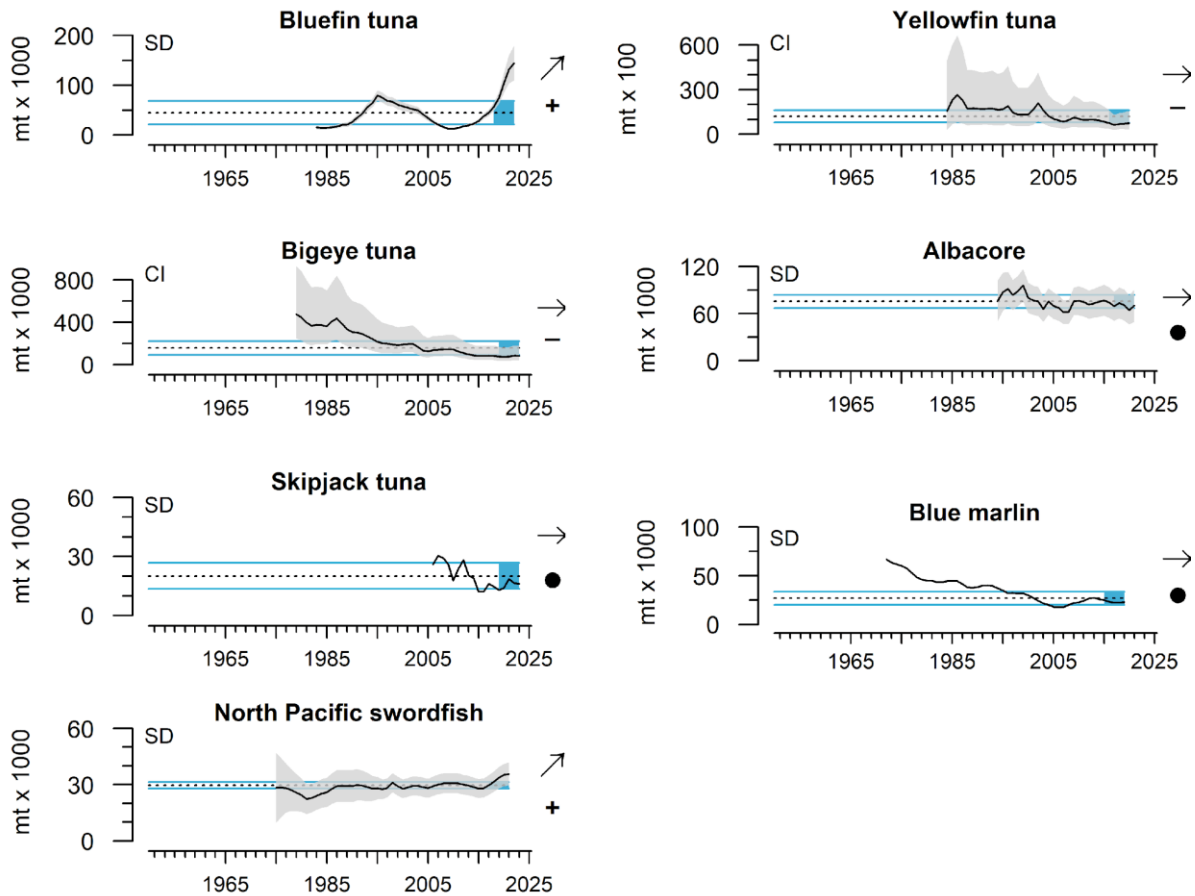 Bluefin tuna
SD
mt x 1000
200
100
0
1965 1985 2005 2025
+
Yellowfin tuna
CI
mt x 100
600
300
0
1965 1985 2005 2025
−
Bigeye tuna
CI
mt x 1000
800
400
0
1965 1985 2005 2025
−
Albacore
SD
mt x 1000
120
60
0
1965 1985 2005 2025
Skipjack tuna
SD
mt x 1000
60
30
0
1965 1985 2005 2025
Blue marlin
SD
mt x 1000
100
50
0
1965 1985 2005 2025
North Pacific swordfish
SD
mt x 1000
60
30
0
1965 1985 2005 2025
+